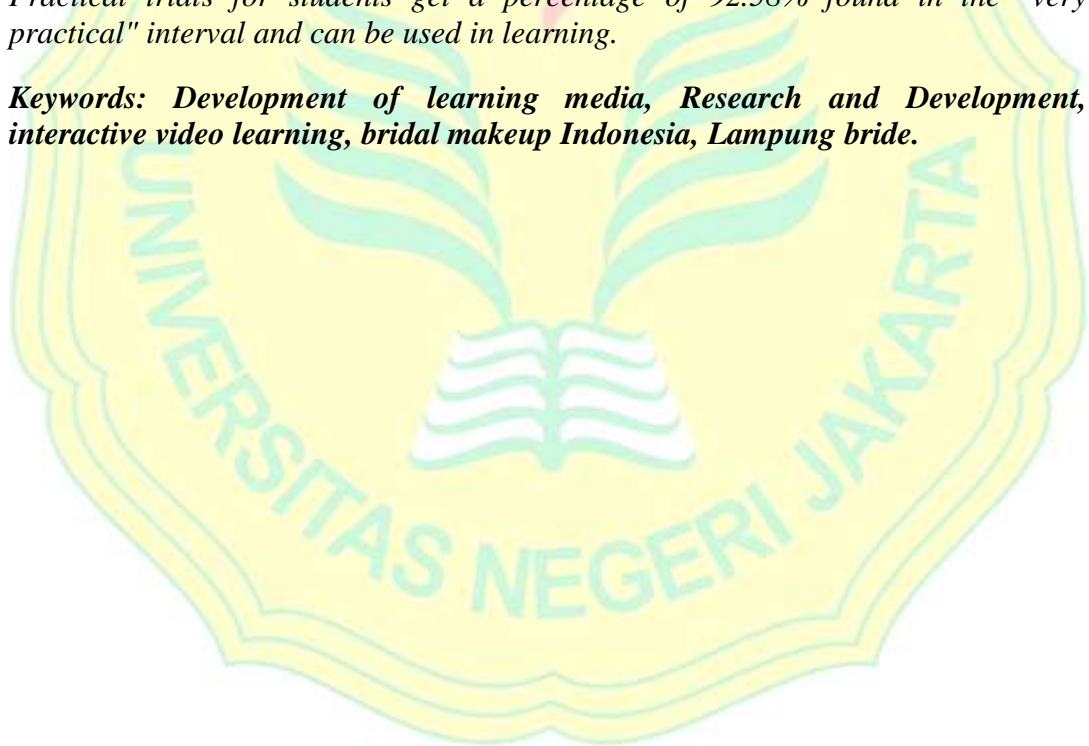 Practical trials for students get a percentage of 92.58% found in the "very
practical" interval and can be used in learning.
Keywords: Development of learning media, Research and Development,
interactive video learning, bridal makeup Indonesia, Lampung bride.
UNIVERSITAS NEGERI JAKARTA